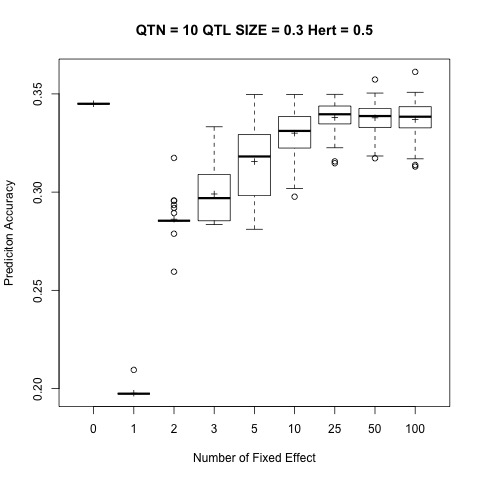 QTN = 10 QTL SIZE = 0.3 Hert = 0.5
Prediciton Accuracy
0.35
0.30
0.25
0.20
0 1 2 3 5 10 25 50 100
Number of Fixed Effect